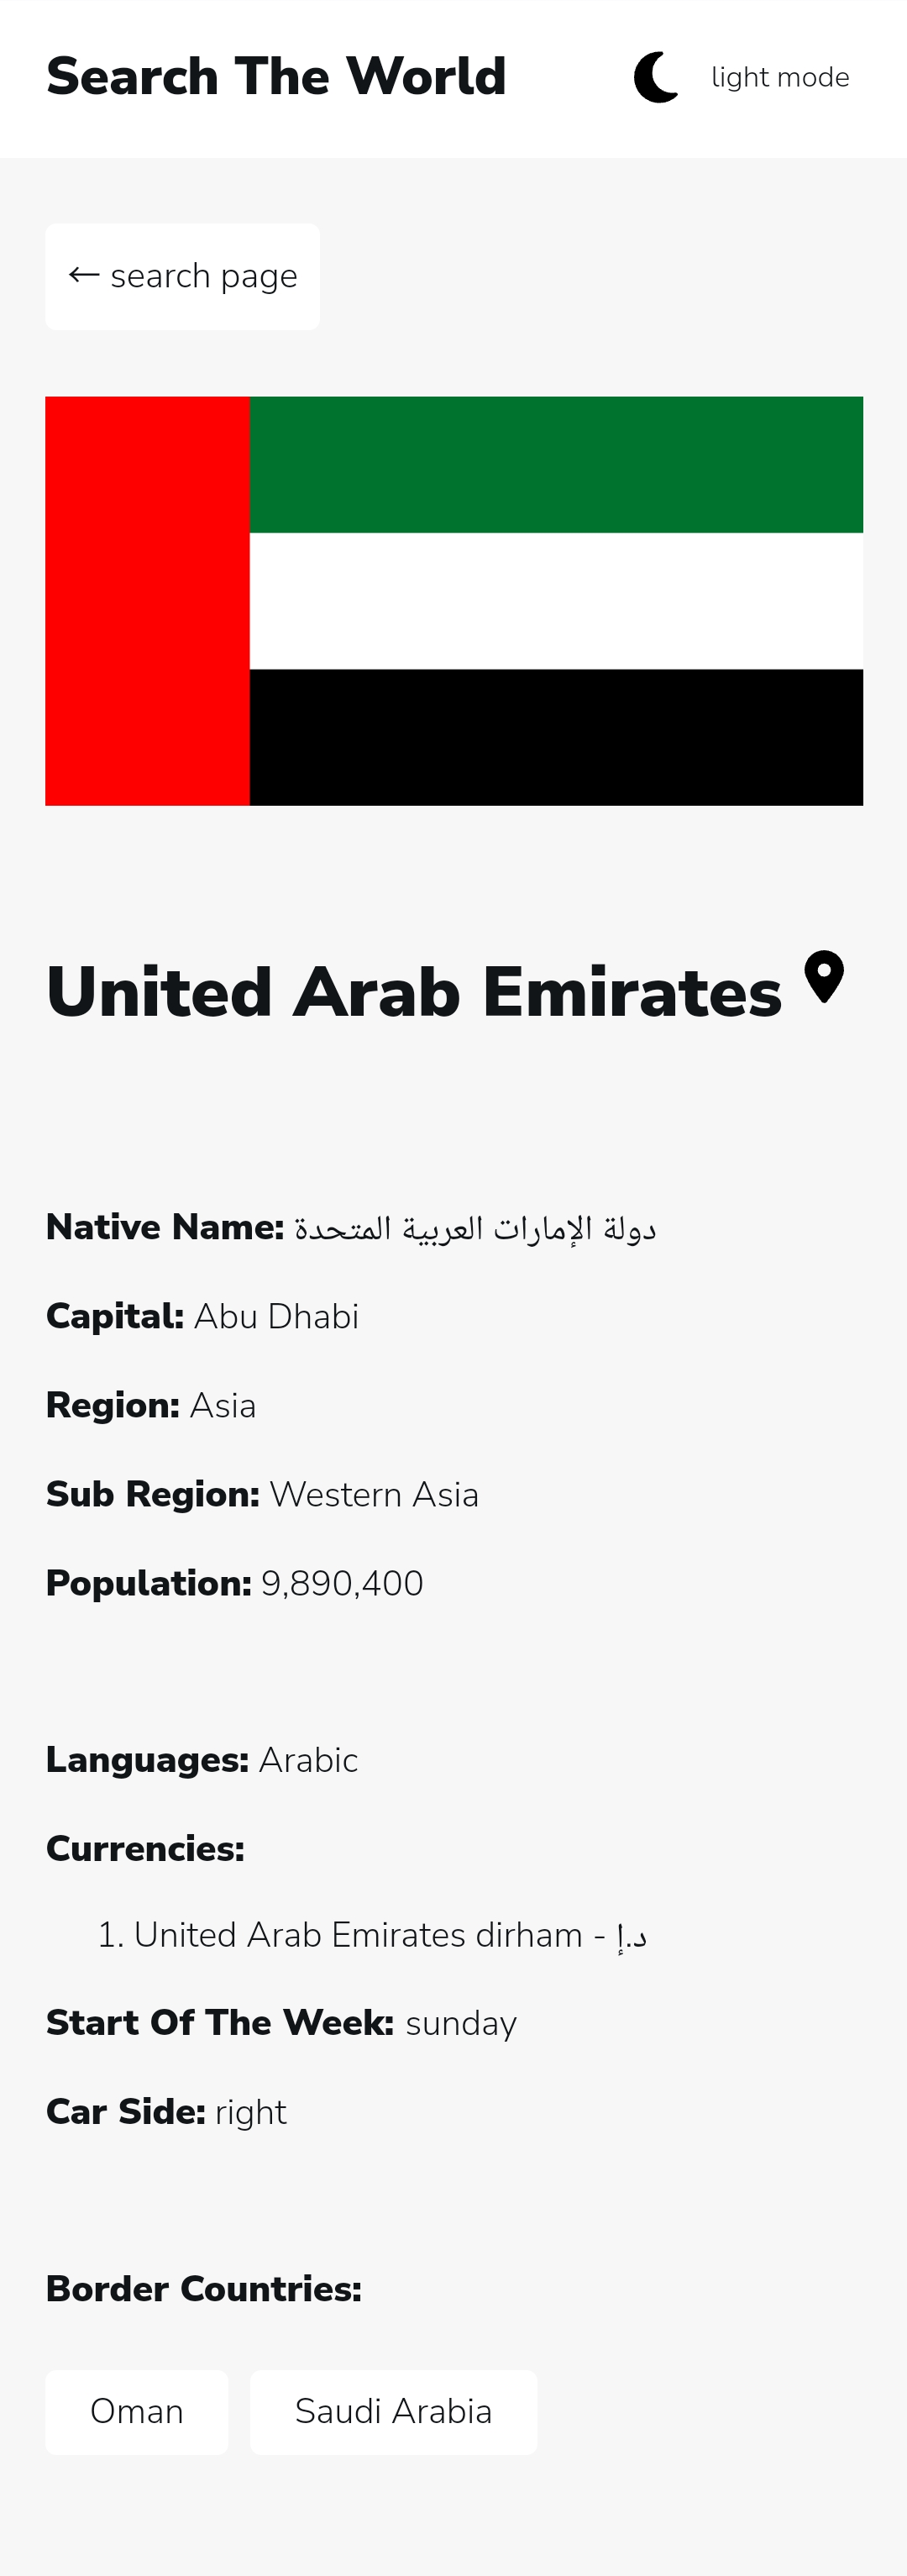 Search The World
light mode
← search page
United Arab Emirates
Native Name: دولة الإمارات العربية المتحدة
Capital: Abu Dhabi
Region: Asia
Sub Region: Western Asia
Population: 9,890,400
Languages: Arabic
Currencies:
1. United Arab Emirates dirham - د.إ
Start Of The Week: sunday
Car Side: right
Border Countries:
Oman
Saudi Arabia